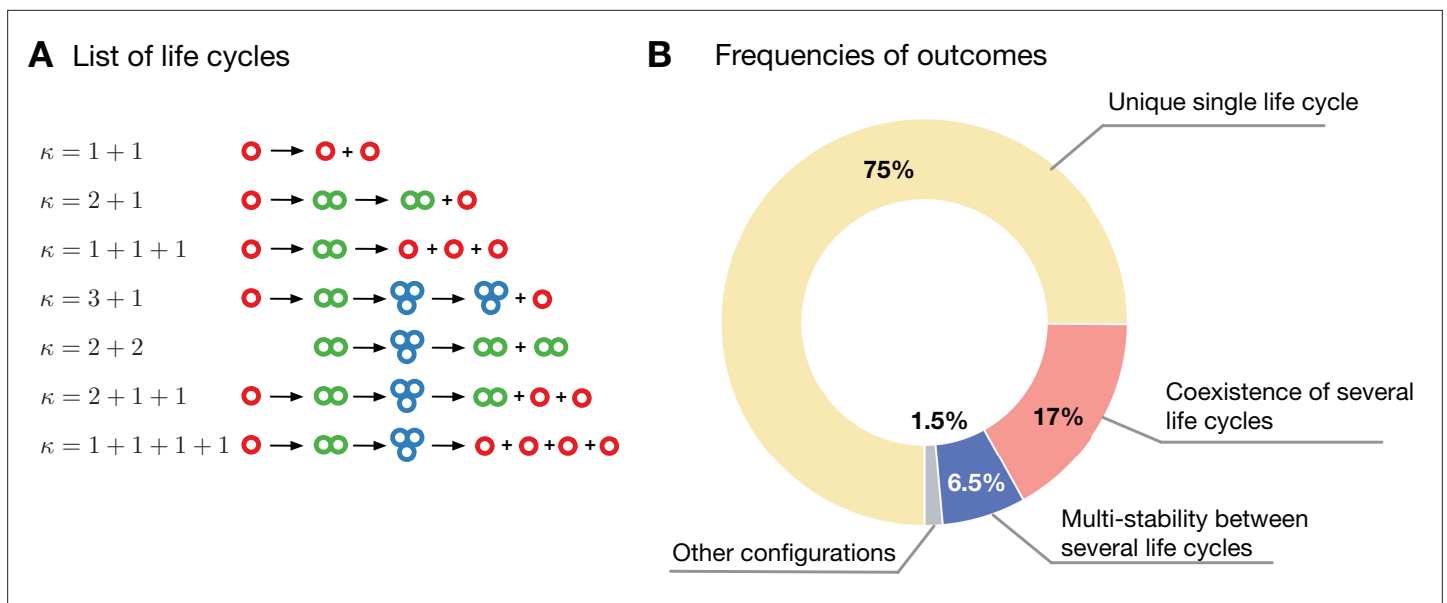 A List of life cycles
κ = 1 + 1
+
κ = 2 + 1
+
κ = 1 + 1 + 1
+ +
κ = 3 + 1
+
κ = 2 + 2
+
κ = 2 + 1 + 1
+ +
κ = 1 + 1 + 1 + 1
+ + +
B Frequencies of outcomes
Unique single life cycle
75%
Coexistence of several
life cycles
17%
1.5%
6.5%
Multi-stability between
several life cycles
Other configurations